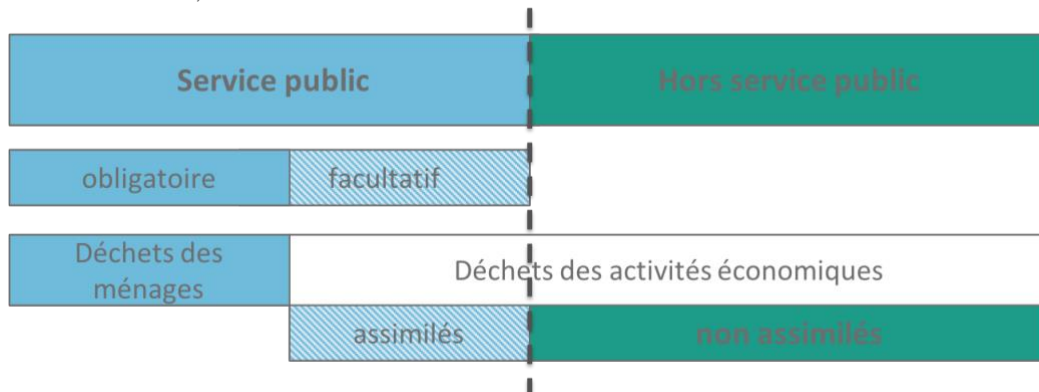 Service public
Hors service public
obligatoire
facultatif
Déchets des
ménages
Déchets des activités économiques
assimilés
non assimilés